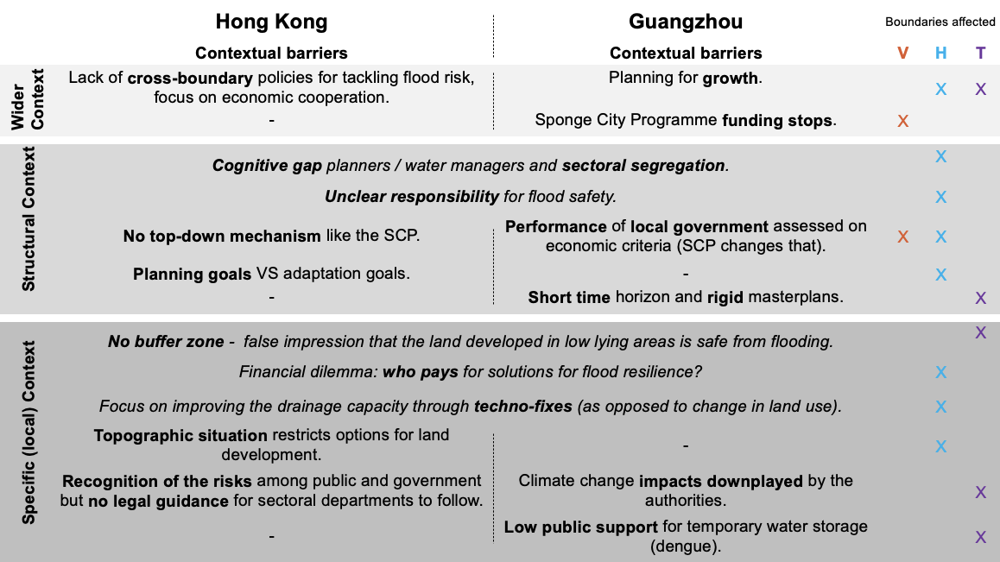 Hong Kong
Guangzhou
Boundaries affected
Contextual barriers
Contextual barriers
V H T
Wider
Context
Lack of cross-boundary policies for tackling flood risk,
focus on economic cooperation.
Planning for growth.
X X
-
Sponge City Programme funding stops.
X
Structural Context
Cognitive gap planners / water managers and sectoral segregation.
X
Unclear responsibility for flood safety.
X
No top-down mechanism like the SCP.
Performance of local government assessed on
economic criteria (SCP changes that).
X X
Planning goals VS adaptation goals.
-
X
-
Short time horizon and rigid masterplans.
X
Specific (local) Context
No buffer zone - false impression that the land developed in low lying areas is safe from flooding.
X
Financial dilemma: who pays for solutions for flood resilience?
X
Focus on improving the drainage capacity through techno-fixes (as opposed to change in land use).
X
Topographic situation restricts options for land
development.
-
X
Recognition of the risks among public and government
but no legal guidance for sectoral departments to follow.
Climate change impacts downplayed by the
authorities.
X
-
Low public support for temporary water storage
(dengue).
X